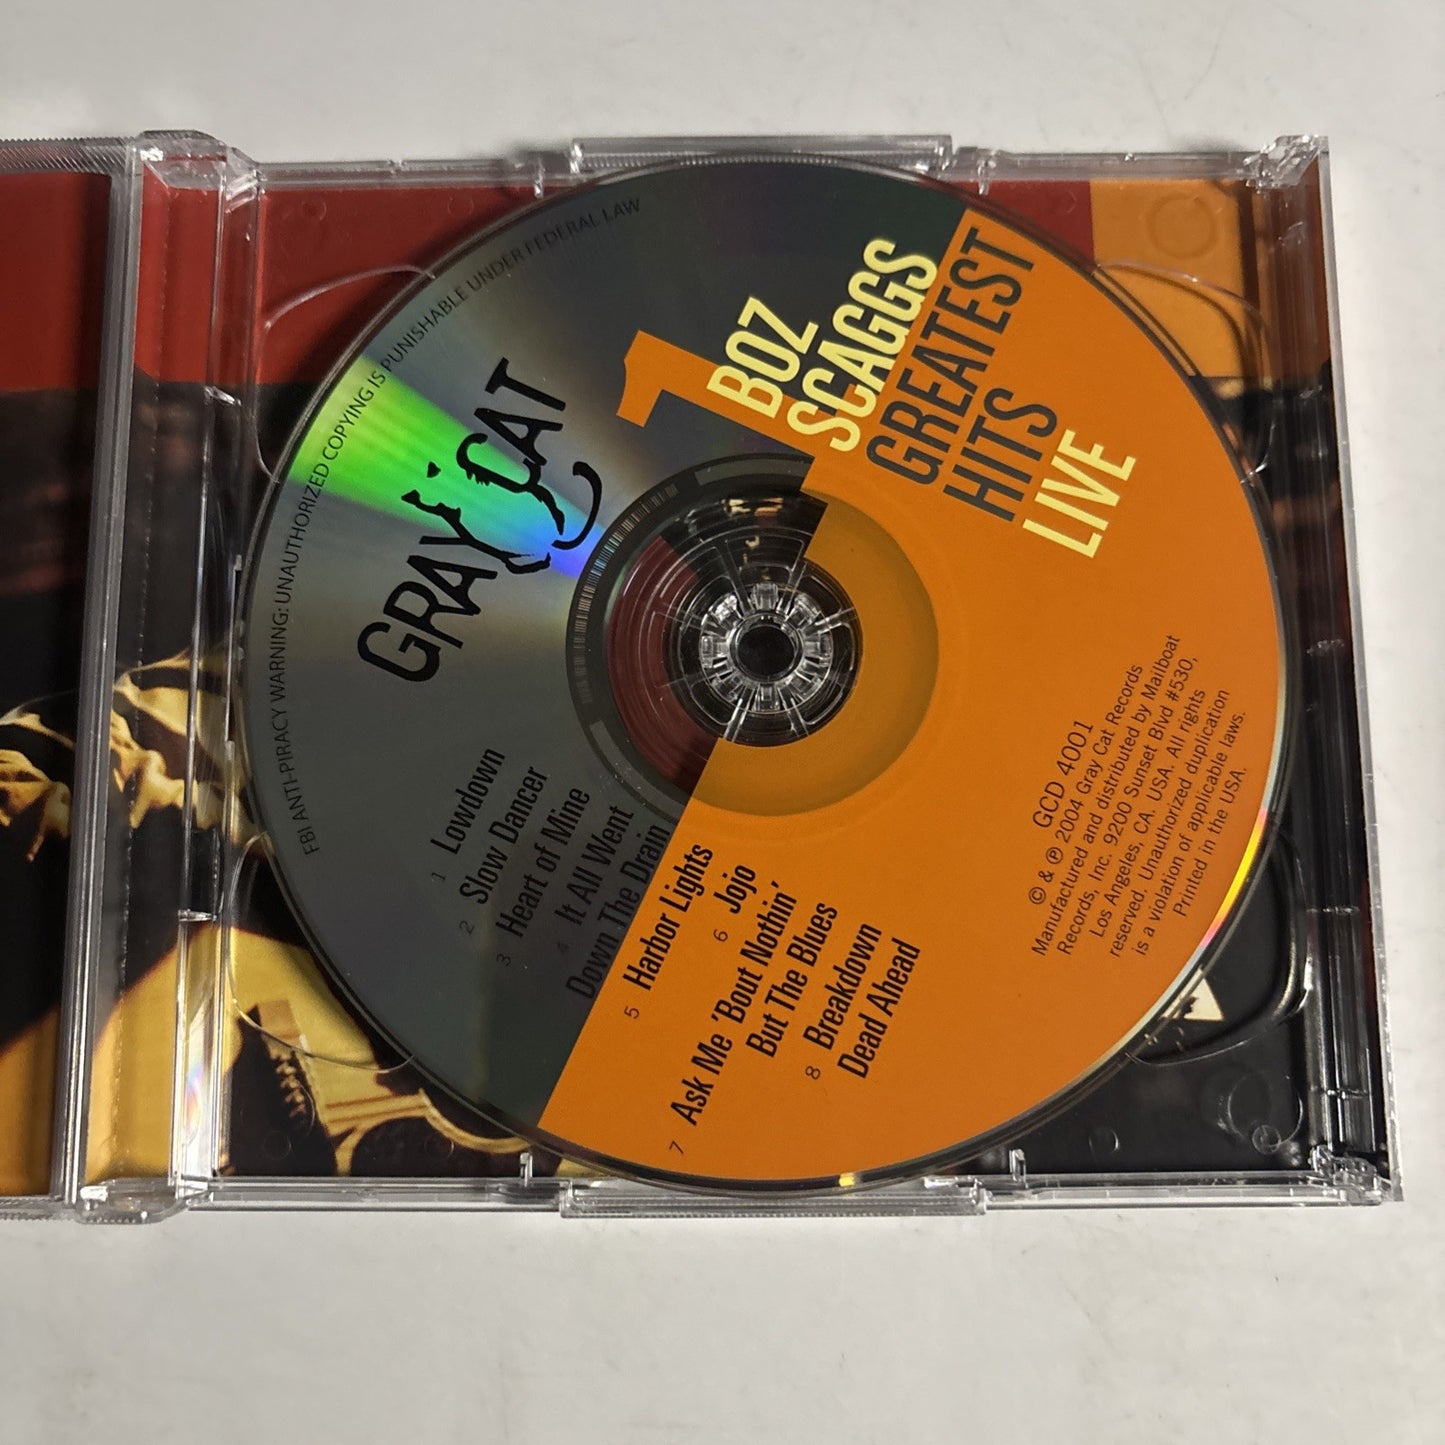 FBI ANTI-PIRACY WARNING: UNAUTHORIZED COPYING IS PUNISHABLE UNDER FEDERAL LAW
GRAY CAT
1
BOZ
SCAGGS
GREATEST
HITS
LIVE
1 Lowdown
2 Slow Dancer
3 Heart of Mine
4 It All Went
Down The Drain
5 Harbor Lights
6 Jojo
7 Ask Me 'Bout Nothin'
But The Blues
8 Breakdown
Dead Ahead
GCD 4001
© & ℗ 2004 Gray Cat Records
Manufactured and distributed by Mailboat
Records, Inc. 9200 Sunset Blvd #530,
Los Angeles, CA. USA. All rights
reserved. Unauthorized duplication
is a violation of applicable laws.
Printed in the USA.